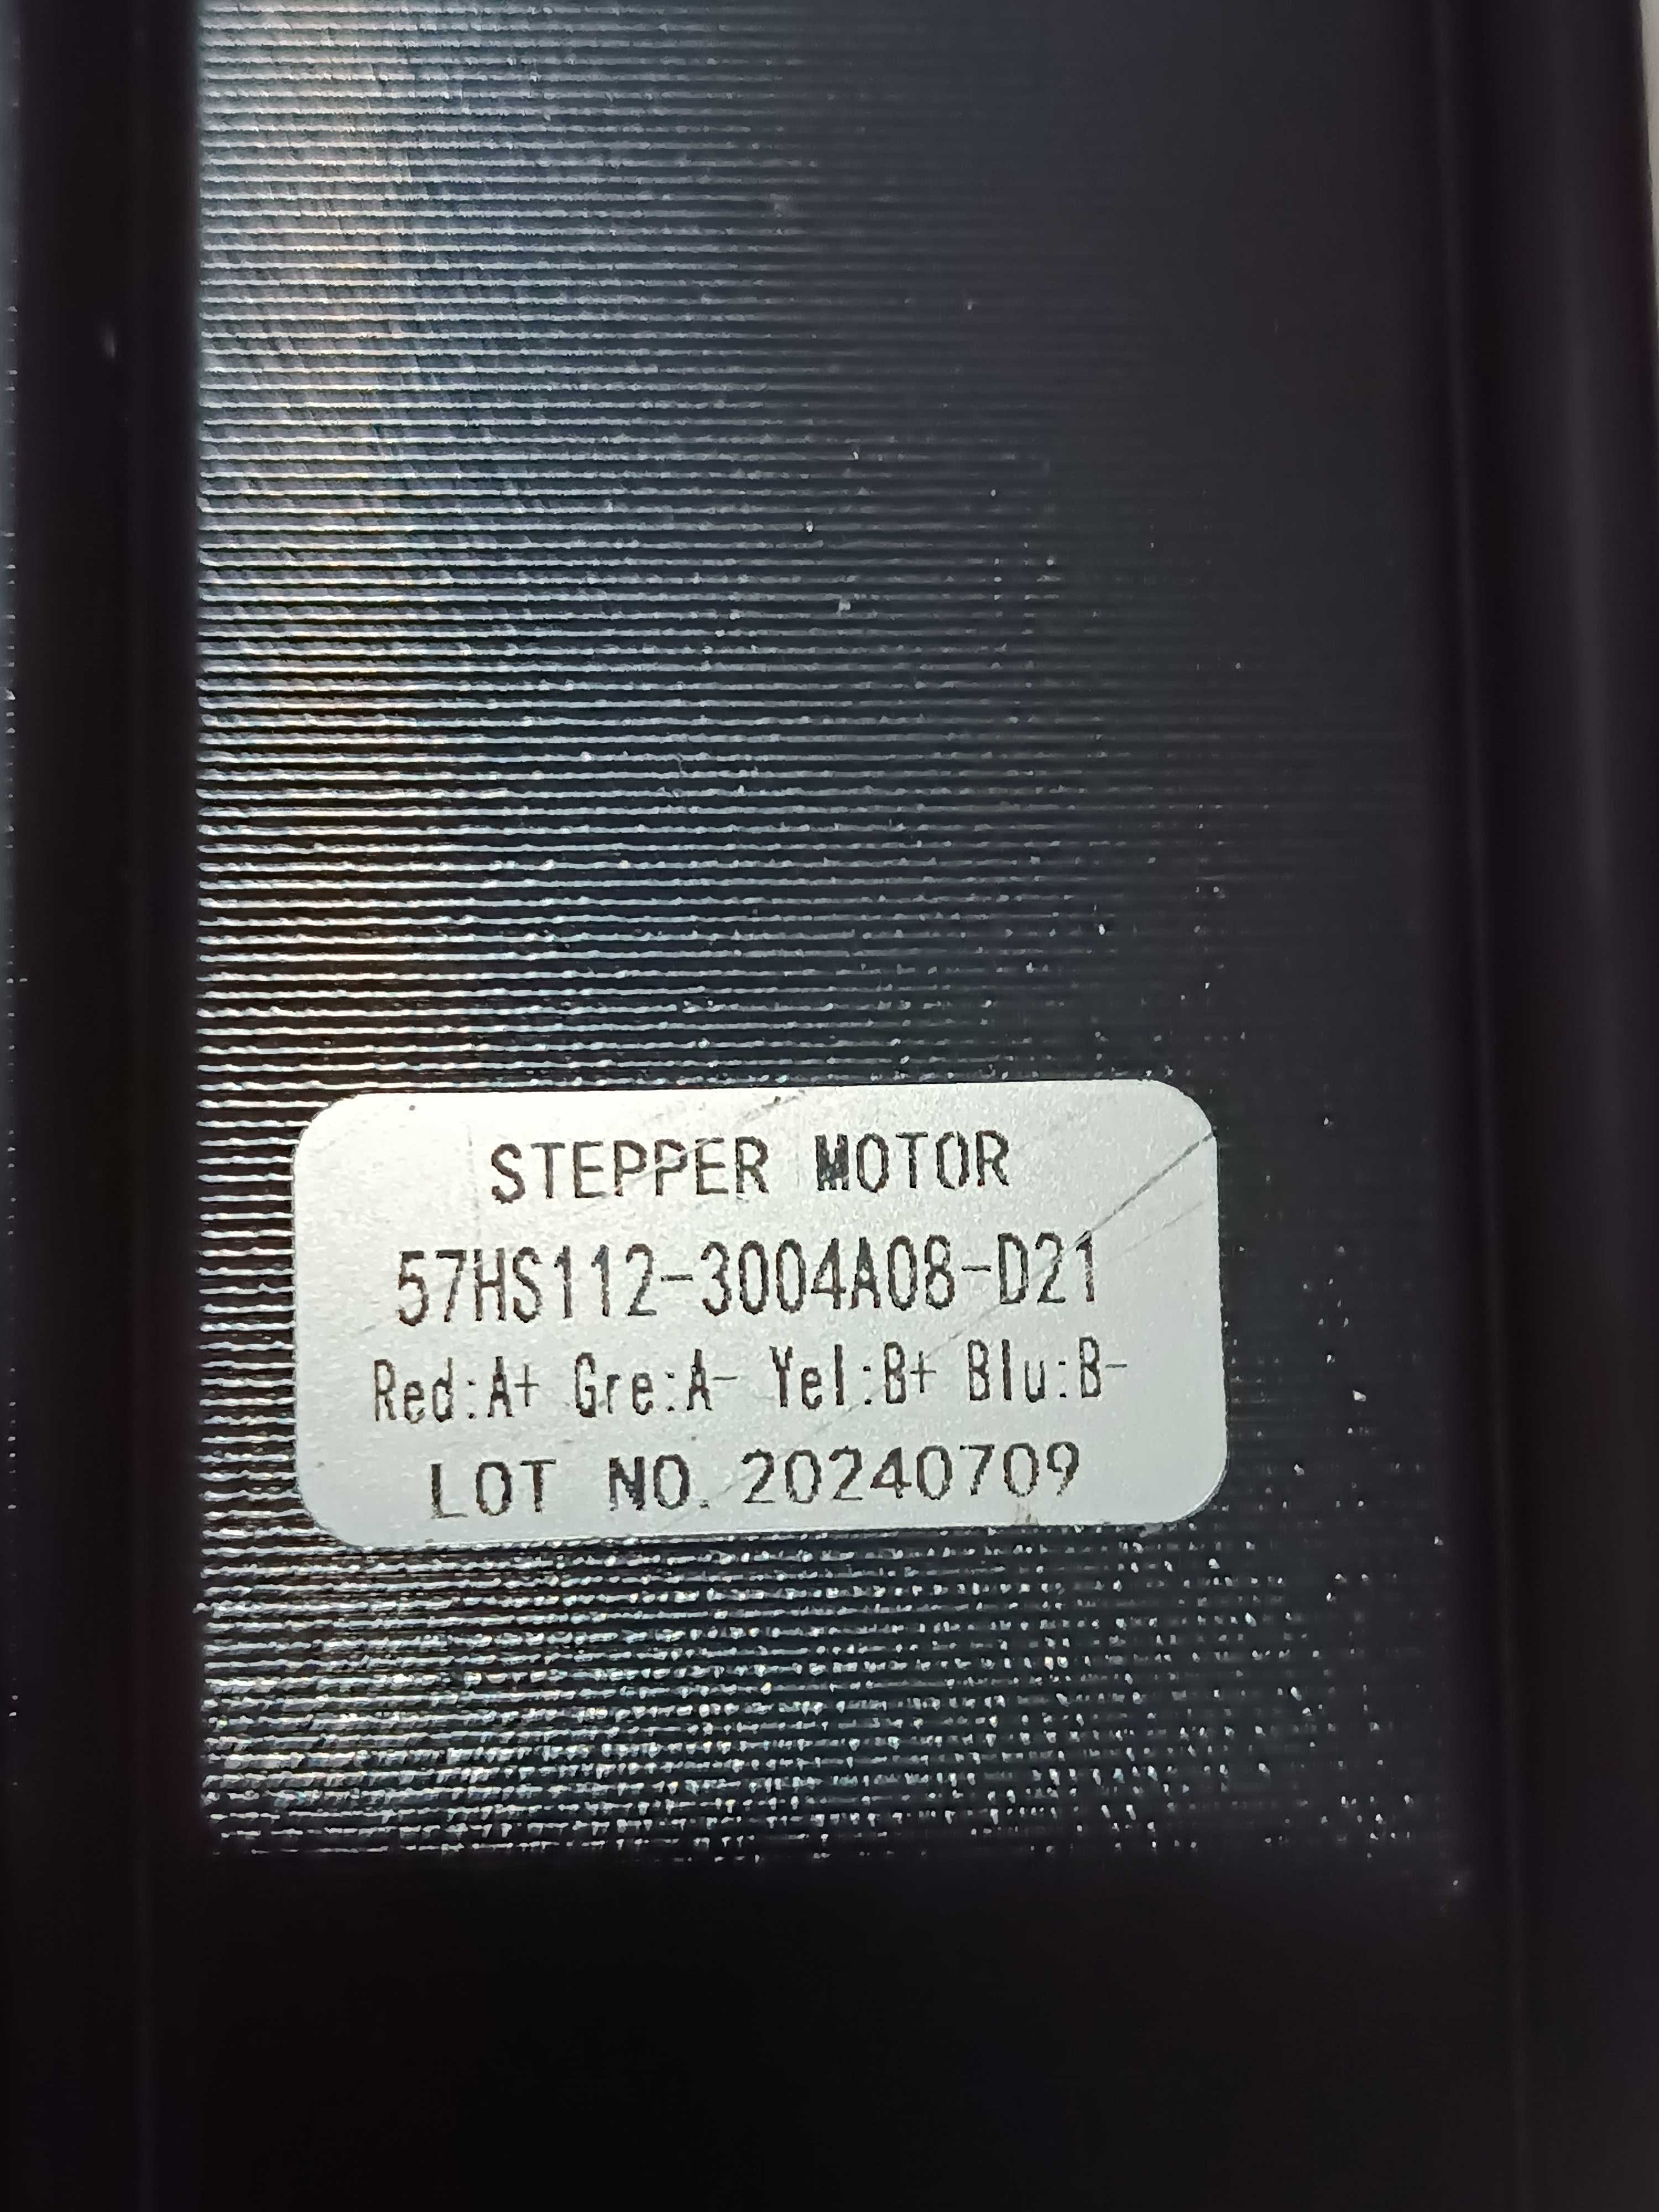 STEPPER MOTOR
57HS112-3004A08-D21
Red:A+ Gre:A- Yel:B+ Blu:B-
LOT NO. 20240709